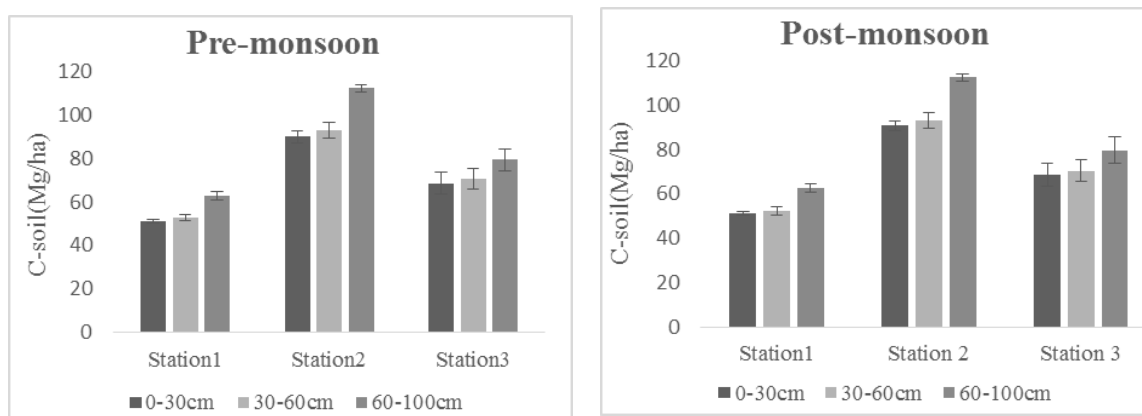 Pre-monsoon
C-soil(Mg/ha)
120
100
80
60
40
20
0
Station1 Station2 Station3
0-30cm 30-60cm 60-100cm
Post-monsoon
C-soil(Mg/ha)
120
100
80
60
40
20
0
Station1 Station 2 Station 3
0-30cm 30-60cm 60-100cm